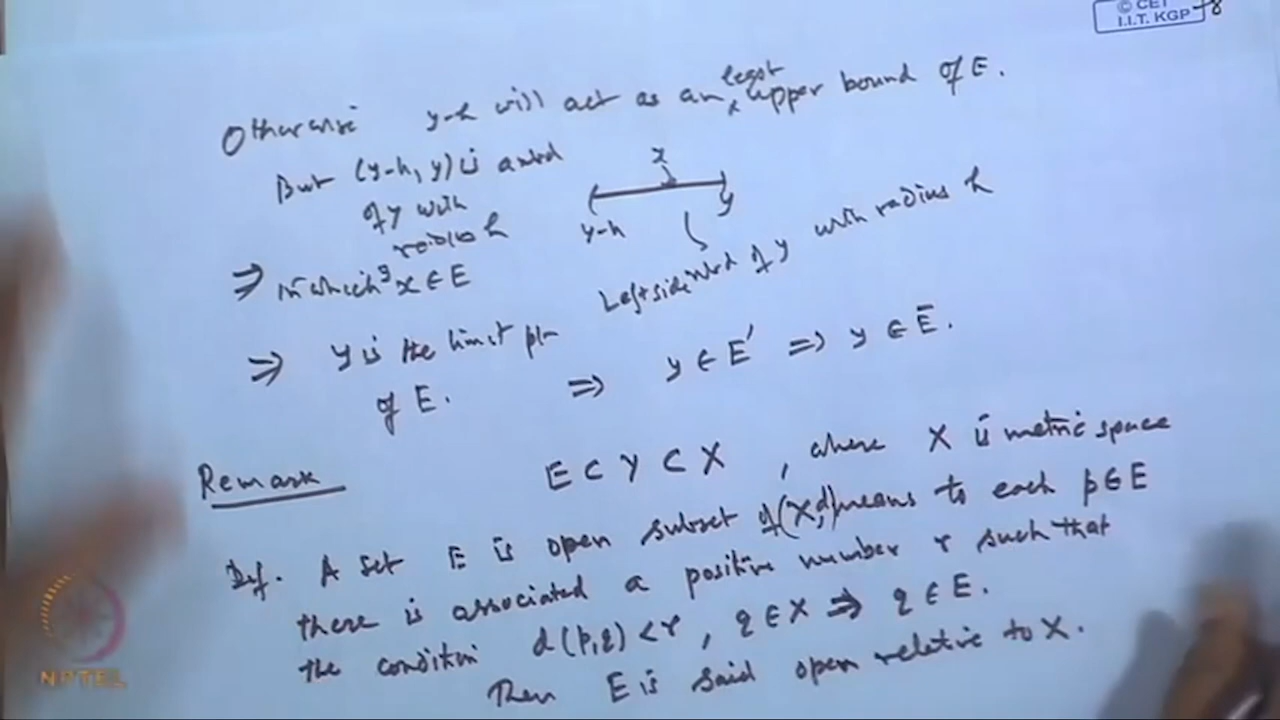 © CET
I.I.T. KGP
8
Otherwise y-h will act as an least upper bound of E.
But (y-h, y) is a nbd
of y with
radius h
x
y-h
y
Left side nbd of y with radius h
⇒ in which ∃ x ∈ E
⇒ y is the limit pt
of E. ⇒ y ∈ E' ⇒ y ∈ Ē.
Remark E ⊂ Y ⊂ X , where X is metric space
Def. A set E is open subset of (X,d) means to each p ∈ E
there is associated a positive number r such that
the condition d(p,q) < r , q ∈ X ⇒ q ∈ E.
Then E is said open relative to X.
NPTEL